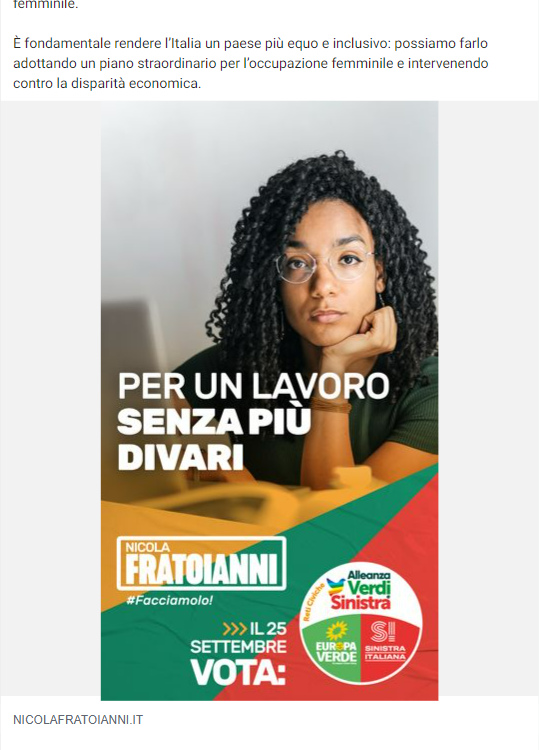 femminile.
È fondamentale rendere l'Italia un paese più equo e inclusivo: possiamo farlo
adottando un piano straordinario per l'occupazione femminile e intervenendo
contro la disparità economica.
PER UN LAVORO
SENZA PIÙ
DIVARI
NICOLA
FRATOIANNI
#Facciamolo!
>>> IL 25
SETTEMBRE
VOTA:
Reti Civiche
Alleanza
Verdi
Sinistra
EUROPA
VERDE
SI
SINISTRA
ITALIANA
NICOLAFRATOIANNI.IT